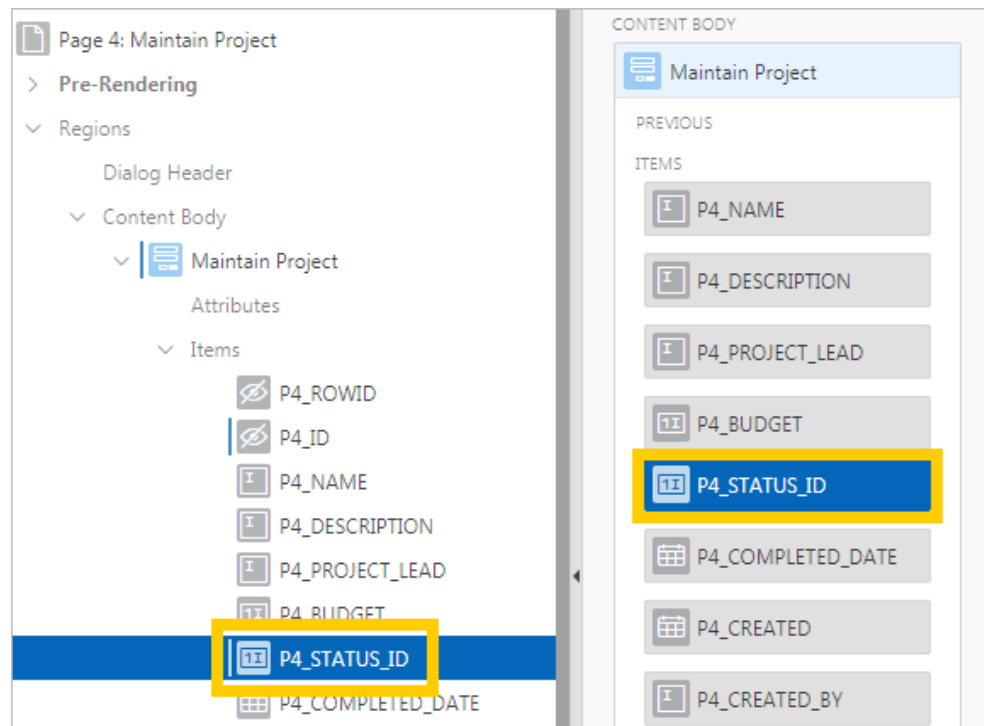 Page 4: Maintain Project
Pre-Rendering
Regions
Dialog Header
Content Body
Maintain Project
Attributes
Items
P4_ROWID
P4_ID
P4_NAME
P4_DESCRIPTION
P4_PROJECT_LEAD
P4_BUDGET
P4_STATUS_ID
P4_COMPLETED_DATE
CONTENT BODY
Maintain Project
PREVIOUS
ITEMS
P4_NAME
P4_DESCRIPTION
P4_PROJECT_LEAD
P4_BUDGET
P4_STATUS_ID
P4_COMPLETED_DATE
P4_CREATED
P4_CREATED_BY